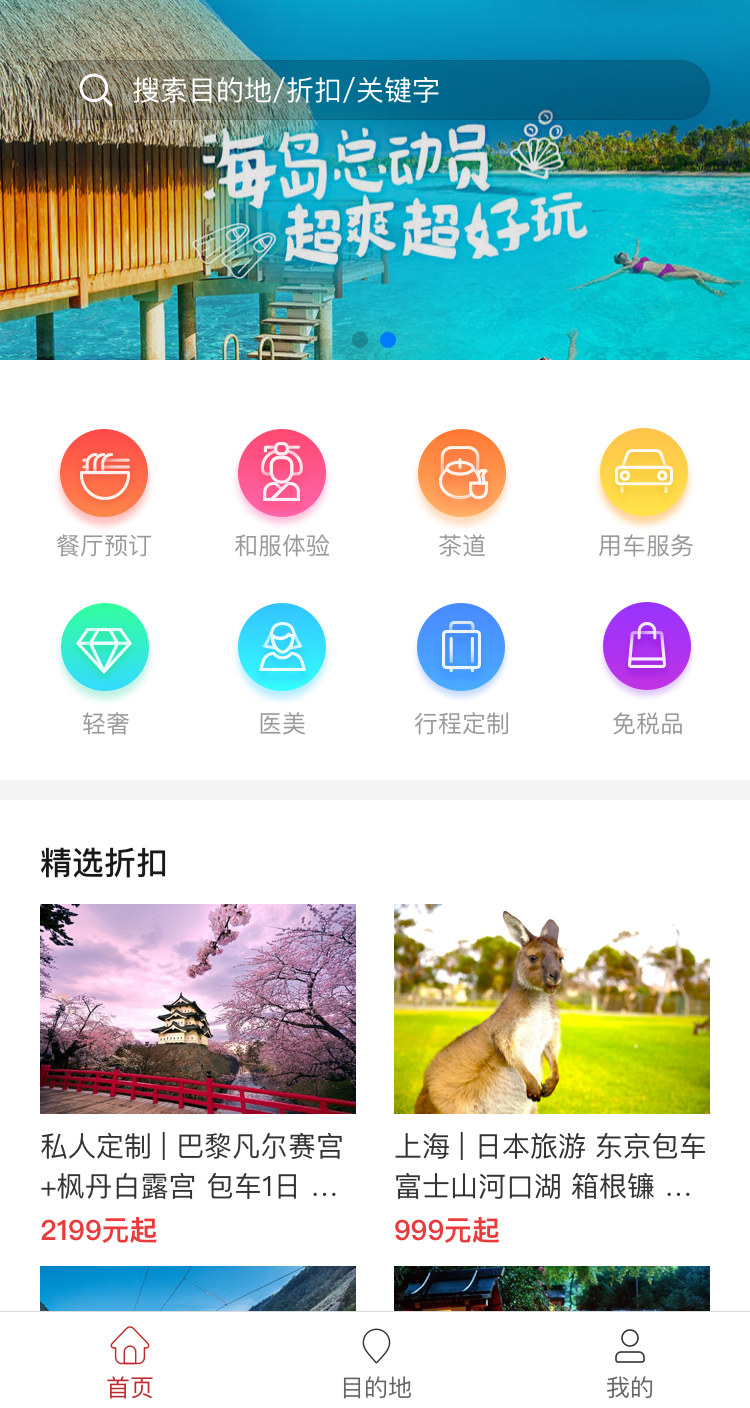 搜索目的地/折扣/关键字
海岛总动员
超爽超好玩
餐厅预订
和服体验
茶道
用车服务
轻奢
医美
行程定制
免税品
精选折扣
私人定制 | 巴黎凡尔赛宫
+枫丹白露宫 包车1日 ...
2199元起
上海 | 日本旅游 东京包车
富士山河口湖 箱根镰 ...
999元起
首页
目的地
我的